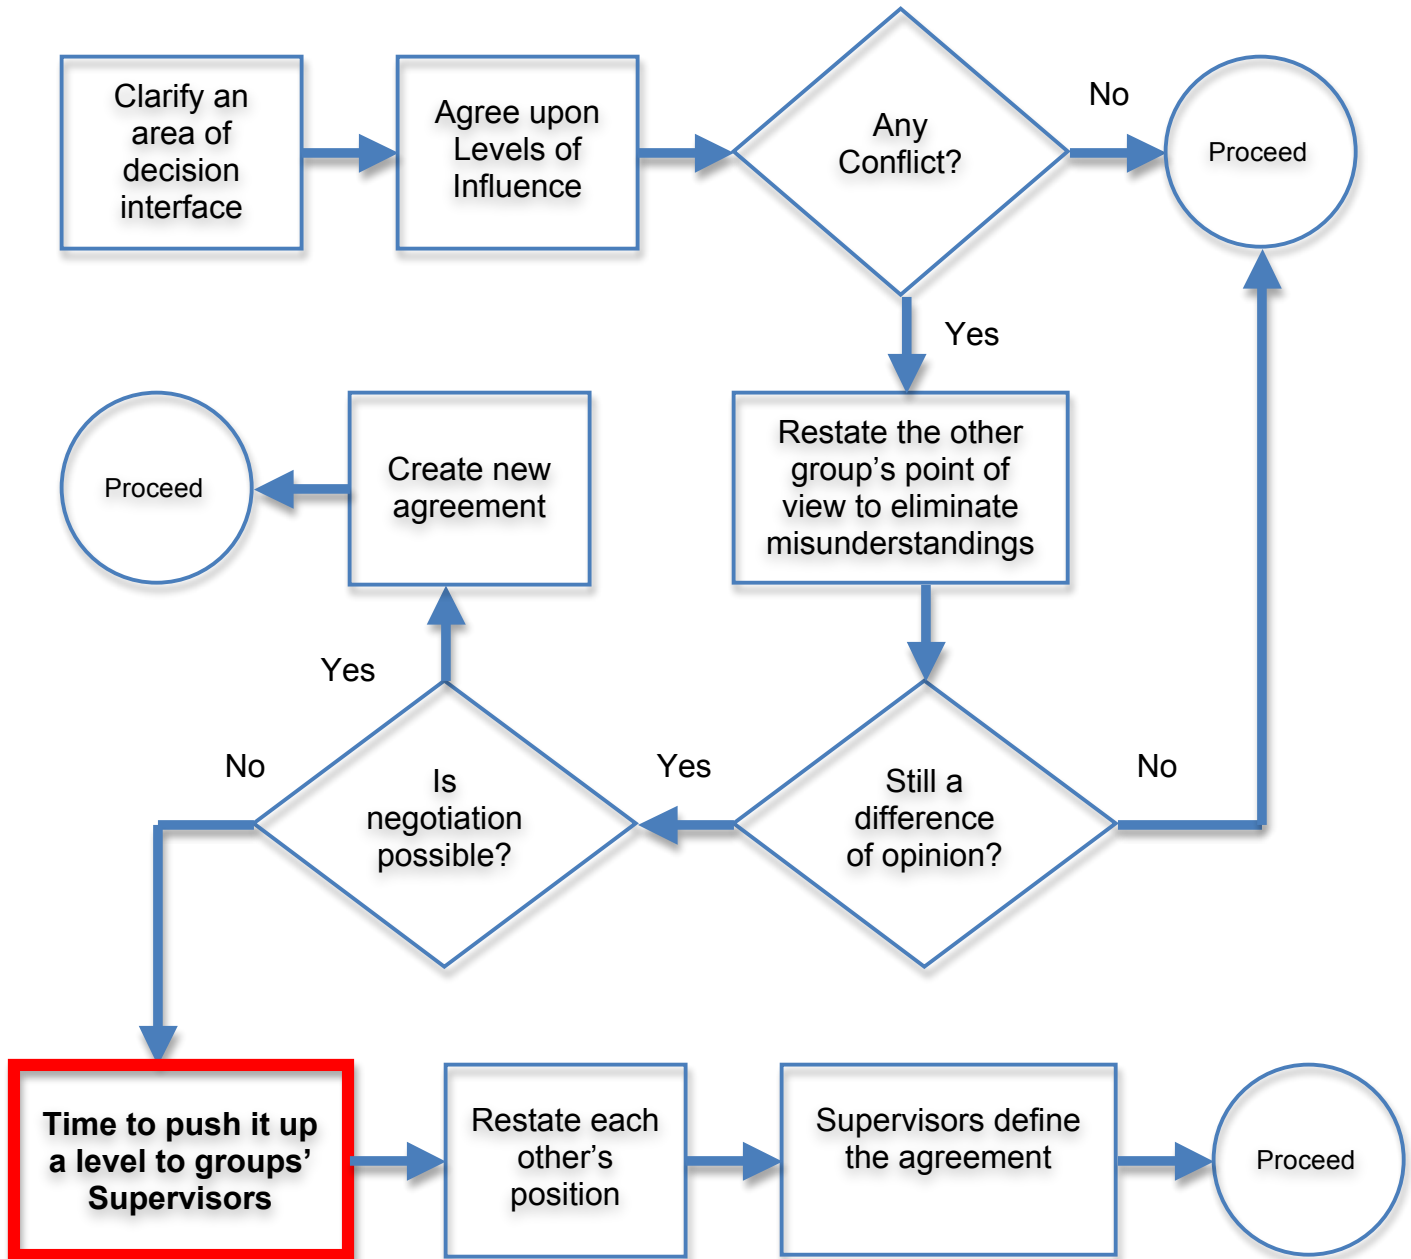 Clarify an
area of
decision
interface
Agree upon
Levels of
Influence
Any
Conflict?
No
Proceed
Yes
Proceed
Create new
agreement
Restate the other
group’s point of
view to eliminate
misunderstandings
Yes
No
Is
negotiation
possible?
Yes
Still a
difference
of opinion?
No
Time to push it up
a level to groups’
Supervisors
Restate each
other’s
position
Supervisors define
the agreement
Proceed